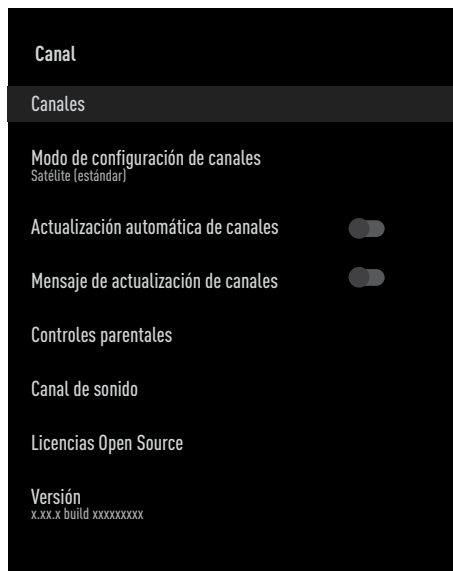 Canal
Canales
Modo de configuración de canales
Satélite (estándar)
Actualización automática de canales
Mensaje de actualización de canales
Controles parentales
Canal de sonido
Licencias Open Source
Versión
x.xx.x build xxxxxxxxx